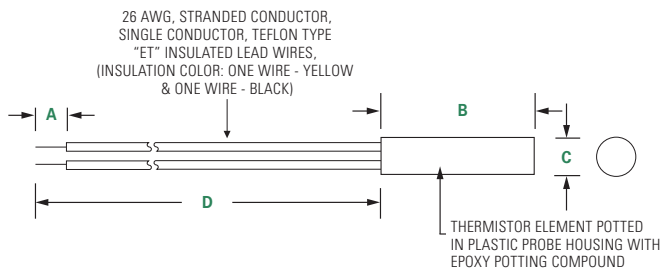 26 AWG, STRANDED CONDUCTOR,
SINGLE CONDUCTOR, TEFLON TYPE
“ET” INSULATED LEAD WIRES,
(INSULATION COLOR: ONE WIRE - YELLOW
& ONE WIRE - BLACK)
A
B
C
D
THERMISTOR ELEMENT POTTED
IN PLASTIC PROBE HOUSING WITH
EPOXY POTTING COMPOUND